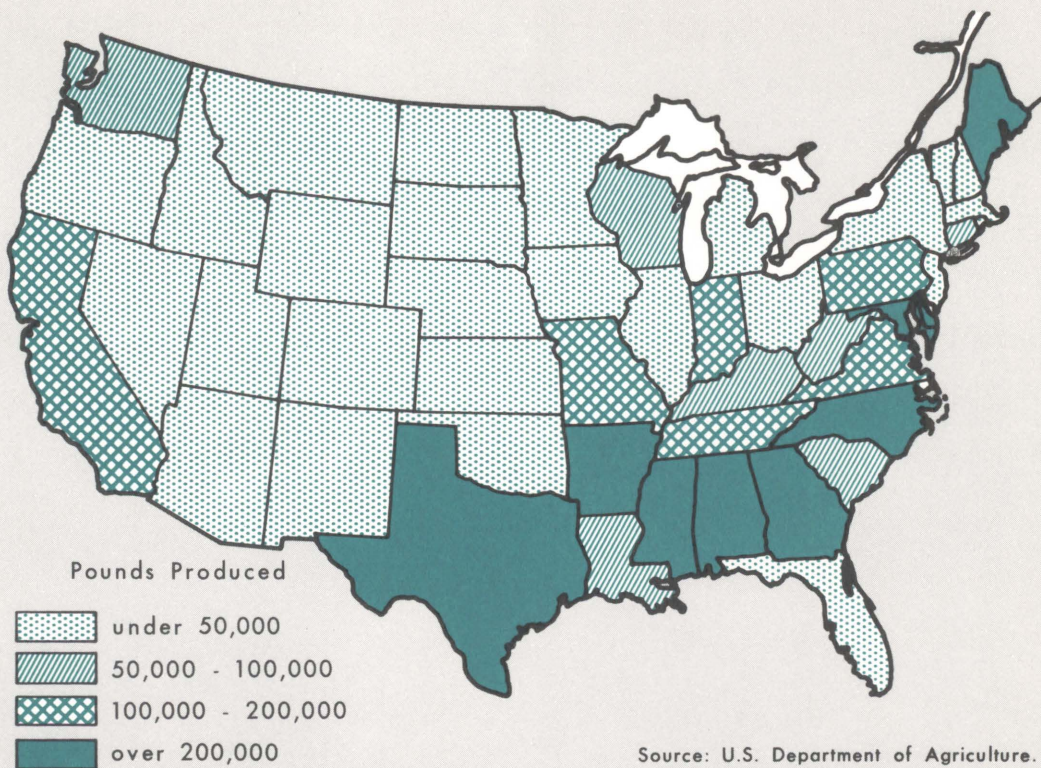 Pounds Produced
under 50,000
50,000 - 100,000
100,000 - 200,000
over 200,000
Source: U.S. Department of Agriculture.